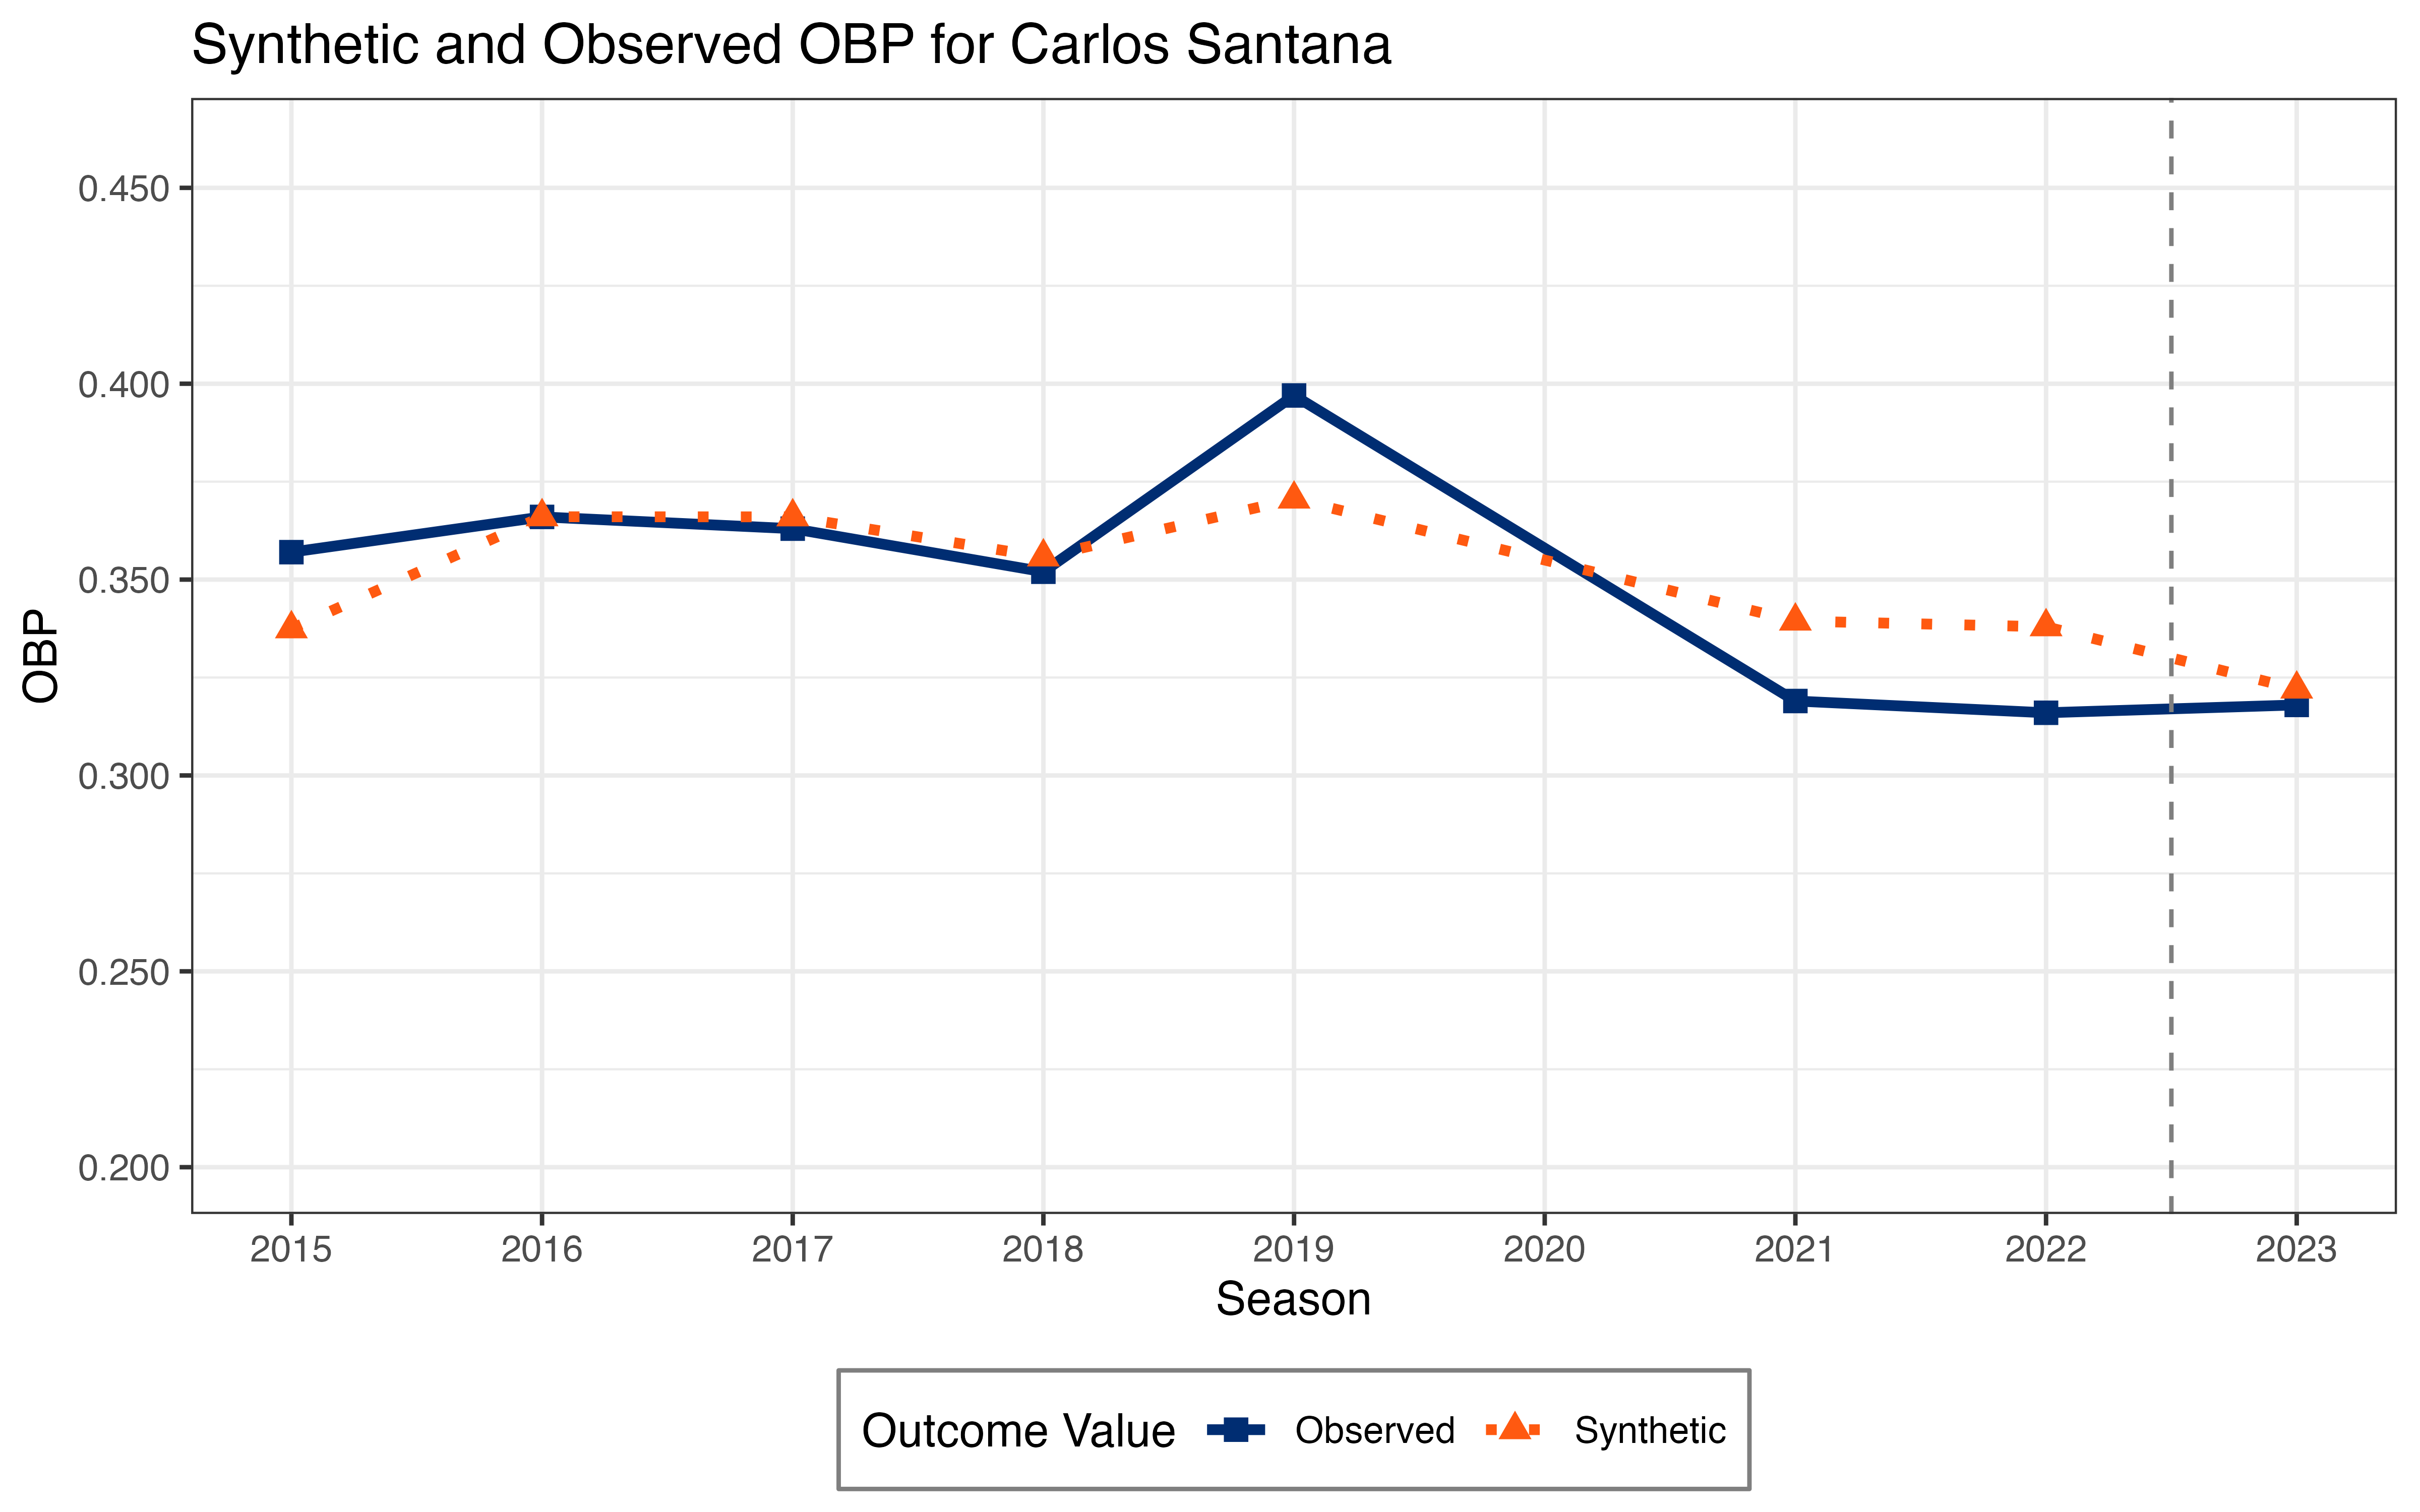 Synthetic and Observed OBP for Carlos Santana
0.450
0.400
0.350
0.300
0.250
0.200
OBP
2015 2016 2017 2018 2019 2020 2021 2022 2023
Season
Outcome Value Observed Synthetic